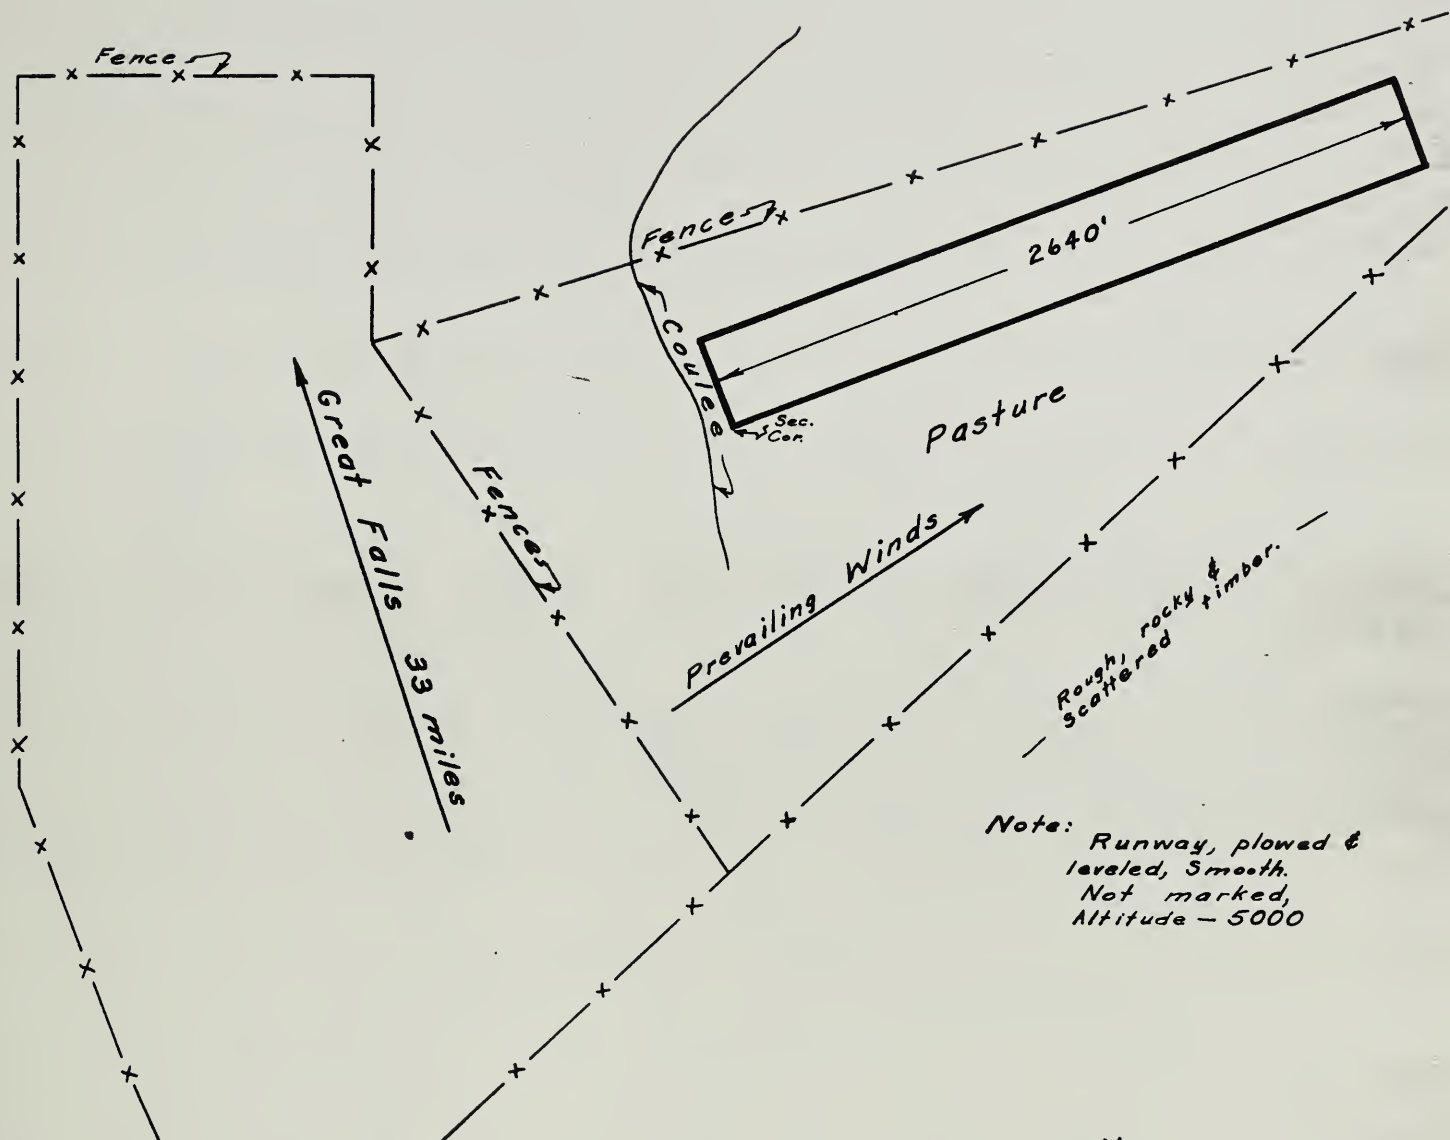 Fence
Fence
2640'
Coulee
Sec.
Cor.
Pasture
Great Falls 33 miles
Fences
Prevailing Winds
Rough, rocky &
scattered timber.
Note:
Runway, plowed &
leveled, Smooth.
Not marked,
Altitude — 5000